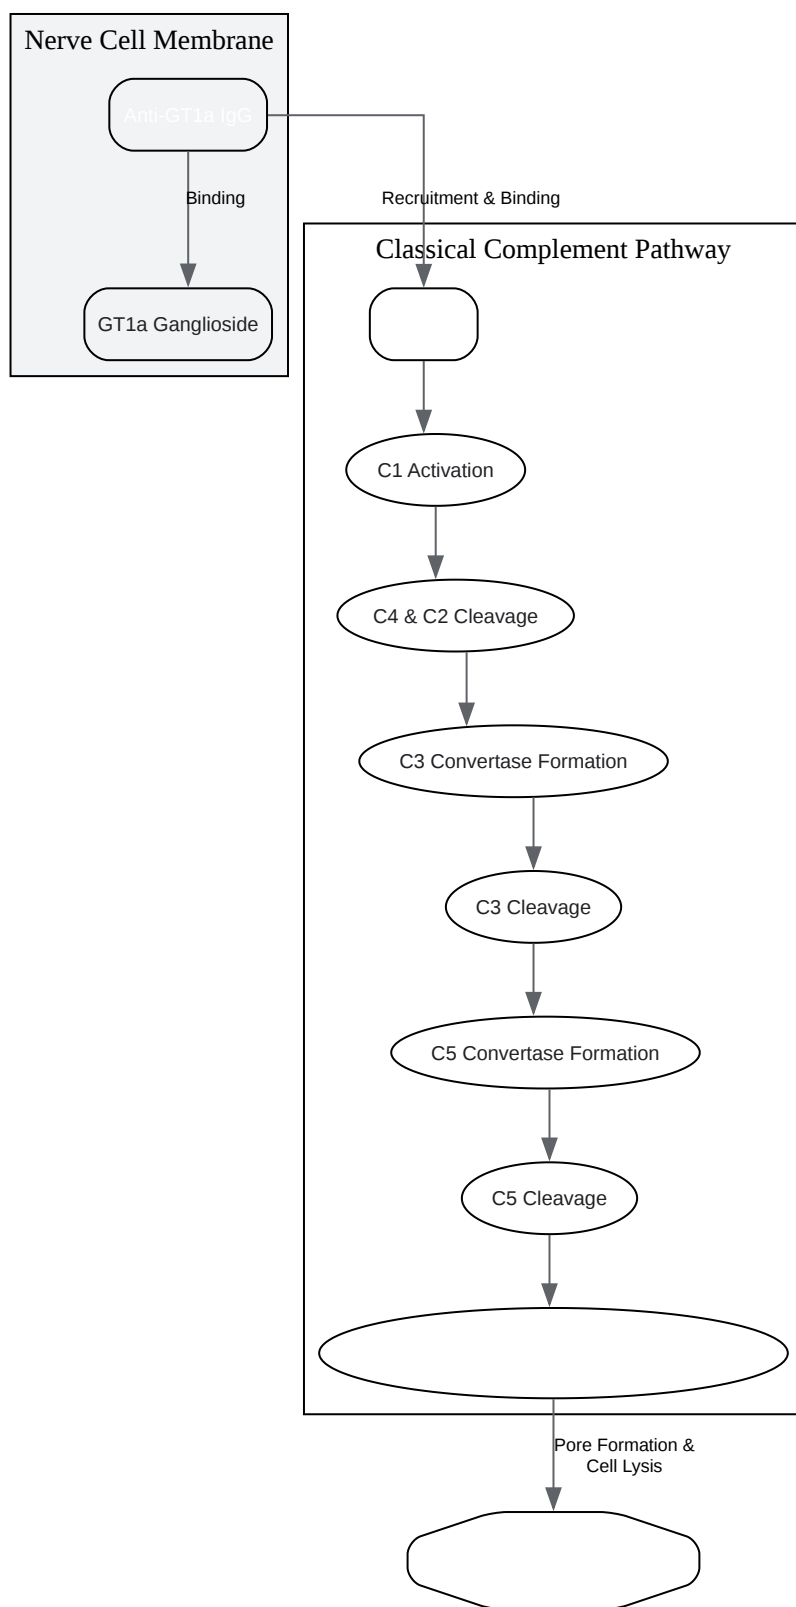 Nerve Cell Membrane
Anti-GT1a IgG
Binding
Recruitment & Binding
Classical Complement Pathway
GT1a Ganglioside
C1 Activation
C4 & C2 Cleavage
C3 Convertase Formation
C3 Cleavage
C5 Convertase Formation
C5 Cleavage
Pore Formation &
Cell Lysis